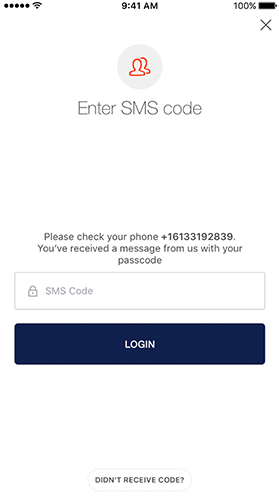 9:41 AM
100%
Enter SMS code
Please check your phone +16133192839.
You've received a message from us with your
passcode
SMS Code
LOGIN
DIDN'T RECEIVE CODE?